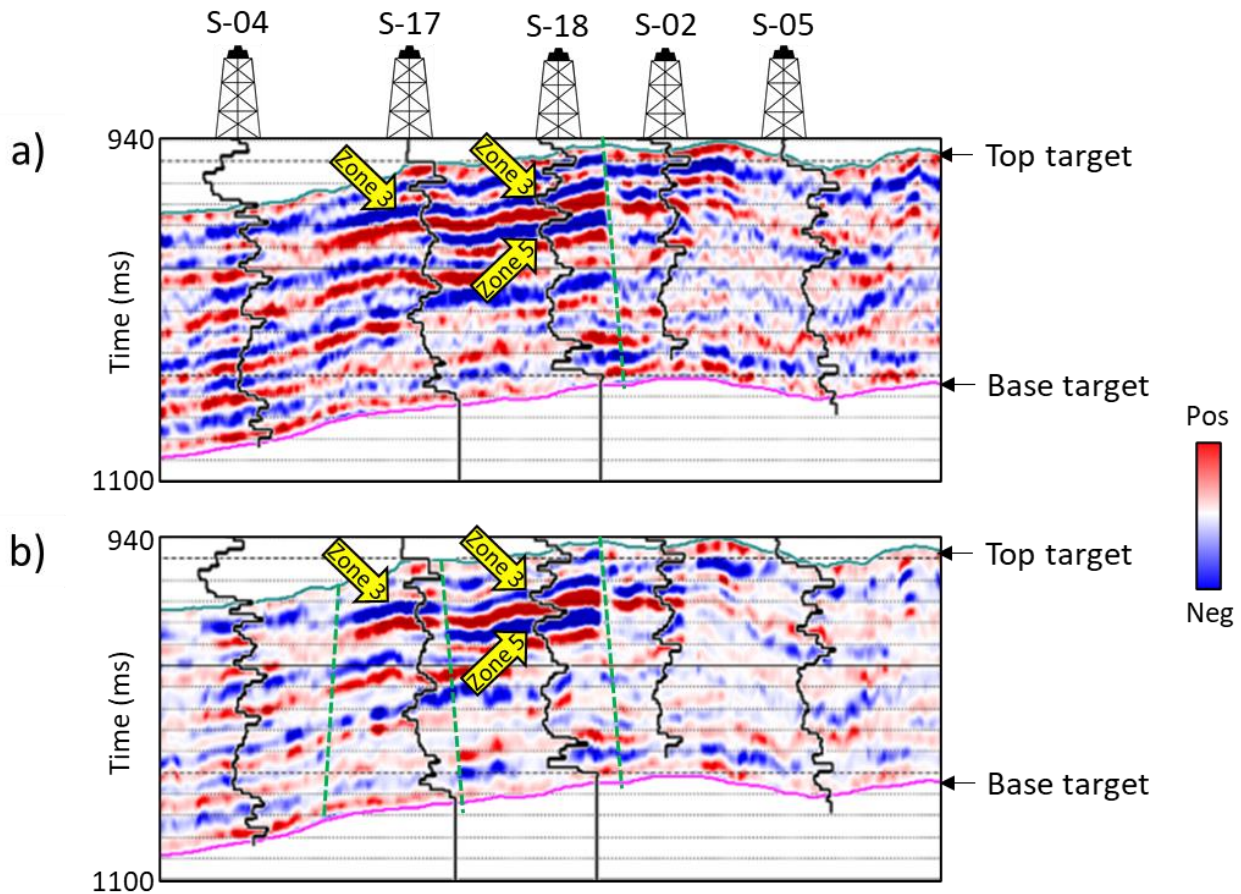 S-04 S-17 S-18 S-02 S-05
a)
940
Zone 3
Zone 3
Zone 5
Top target
Time (ms)
Base target
1100
Pos
Neg
b)
940
Zone 3
Zone 3
Zone 5
Top target
Time (ms)
Base target
1100